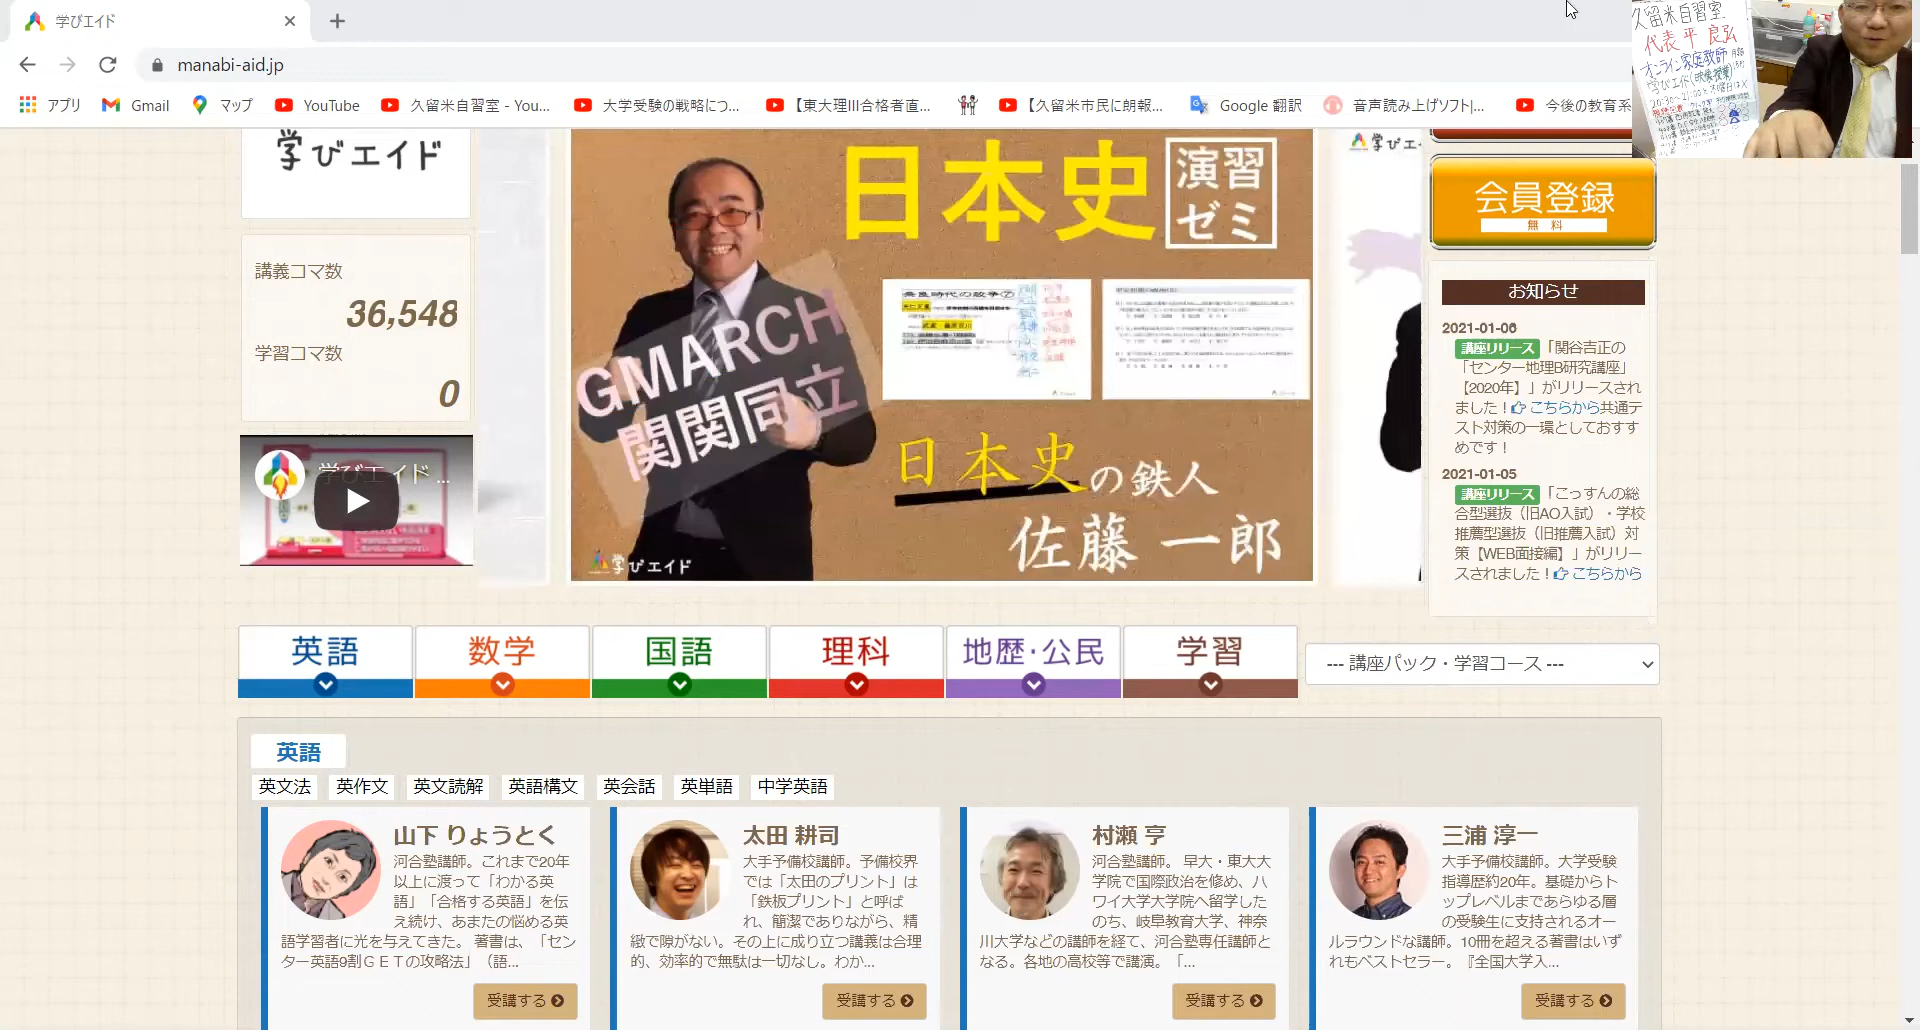 学びエイド
manabi-aid.jp
アプリ
Gmail
マップ
YouTube
久留米自習室 - You...
大学受験の戦略につ...
【東大理III合格者直...
【久留米市民に朗報...
Google 翻訳
音声読み上げソフト|...
今後の教育系
久留米自習室
代表 平 良弘
オンライン家庭教師
学びエイド(映像授業)
学びエイド
講義コマ数
36,548
学習コマ数
0
学びエイド ...
日本史
演習
ゼミ
GMARCH
関関同立
奈良時代の政争⑦
日本史の鉄人
佐藤 一郎
学びエイド
学びエ
会員登録
無 料
お知らせ
2021-01-06
講座リリース「関谷吉正の
「センター地理B研究講座」
【2020年】」がリリースされ
ました！こちらから共通テ
スト対策の一環としておすす
めです！
2021-01-05
講座リリース「こっすんの総
合型選抜（旧AO入試）・学校
推薦型選抜（旧推薦入試）対
策【WEB面接編】」がリリー
スされました！こちらから
英語
数学
国語
理科
地歴･公民
学習
--- 講座パック・学習コース ---
英語
英文法
英作文
英文読解
英語構文
英会話
英単語
中学英語
山下 りょうとく
河合塾講師。これまで20年
以上に渡って「わかる英
語」「合格する英語」を伝
え続け、あまたの悩める英
語学習者に光を与えてきた。 著書は、「セン
ター英語9割ＧＥＴの攻略法」（語...
受講する
太田 耕司
大手予備校講師。予備校界
では「太田のプリント」は
「鉄板プリント」と呼ば
れ、簡潔でありながら、精
緻で隙がない。その上に成り立つ講義は合理
的、効率的で無駄は一切なし。わか...
受講する
村瀬 亨
河合塾講師。 早大・東大大
学院で国際政治を修め、ハ
ワイ大学大学院へ留学した
のち、岐阜教育大学、神奈
川大学などの講師を経て、河合塾専任講師と
なる。各地の高校等で講演。「...
受講する
三浦 淳一
大手予備校講師。大学受験
指導歴約20年。基礎からト
ップレベルまであらゆる層
の受験生に支持されるオー
ルラウンドな講師。10冊を超える著書はいず
れもベストセラー。『全国大学入...
受講する